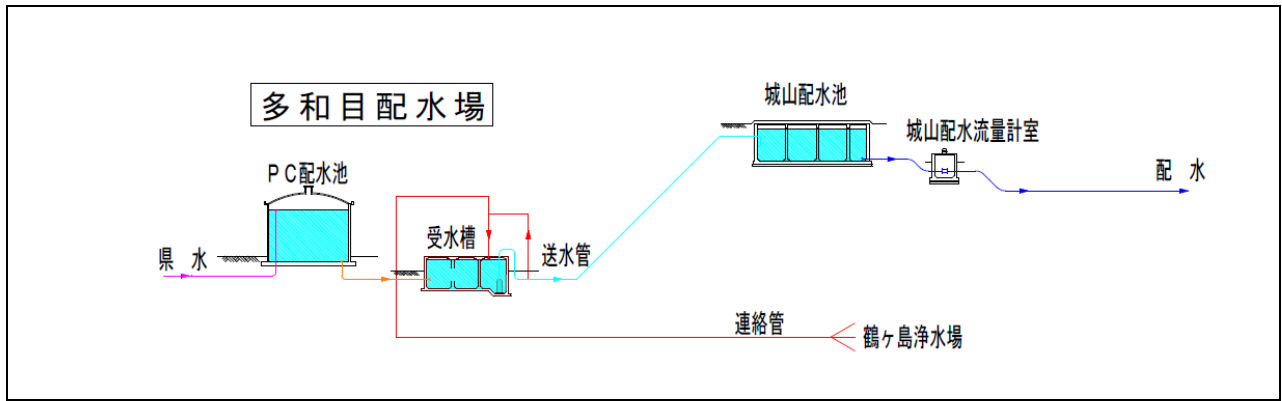 多和目配水場
城山配水池
城山配水流量計室
PC配水池
配 水
受水槽
送水管
県 水
連絡管
鶴ヶ島浄水場